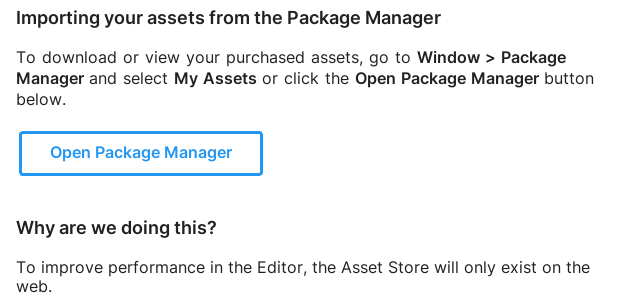 Importing your assets from the Package Manager
To download or view your purchased assets, go to Window > Package
Manager and select My Assets or click the Open Package Manager button
below.
Open Package Manager
Why are we doing this?
To improve performance in the Editor, the Asset Store will only exist on the
web.